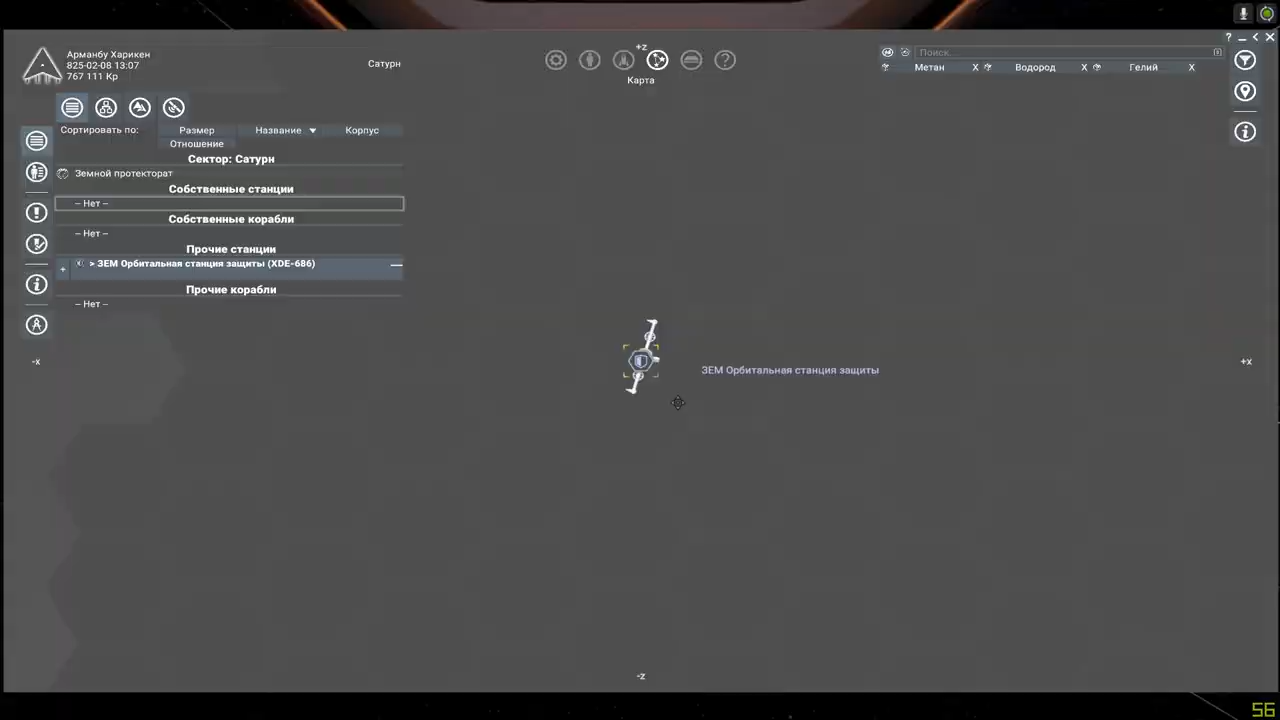 Арманбу Харикен
825-02-08 13:07
767 111 Кр
Сатурн
+z
Карта
?
Поиск...
Метан X Водород X Гелий X
Сортировать по: Размер Название Корпус
Отношение
Сектор: Сатурн
Земной протекторат
Собственные станции
-- Нет --
Собственные корабли
-- Нет --
Прочие станции
+ > ЗЕМ Орбитальная станция защиты (XDE-686)
Прочие корабли
-- Нет --
-x
+x
ЗЕМ Орбитальная станция защиты
-z
56